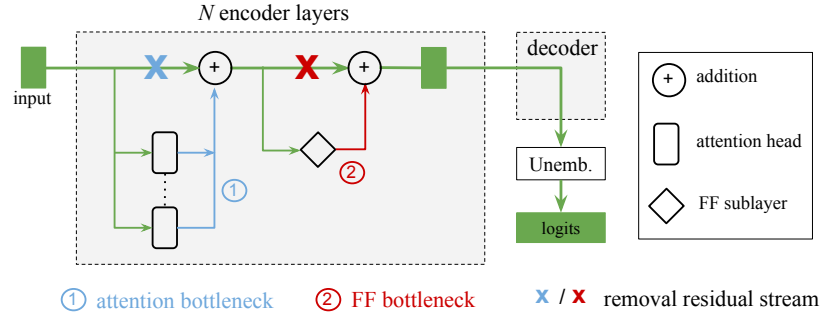 N encoder layers
decoder
X
+
X
+
input
1
2
Unemb.
logits
+ addition
attention head
FF sublayer
1 attention bottleneck
2 FF bottleneck
X / X removal residual stream